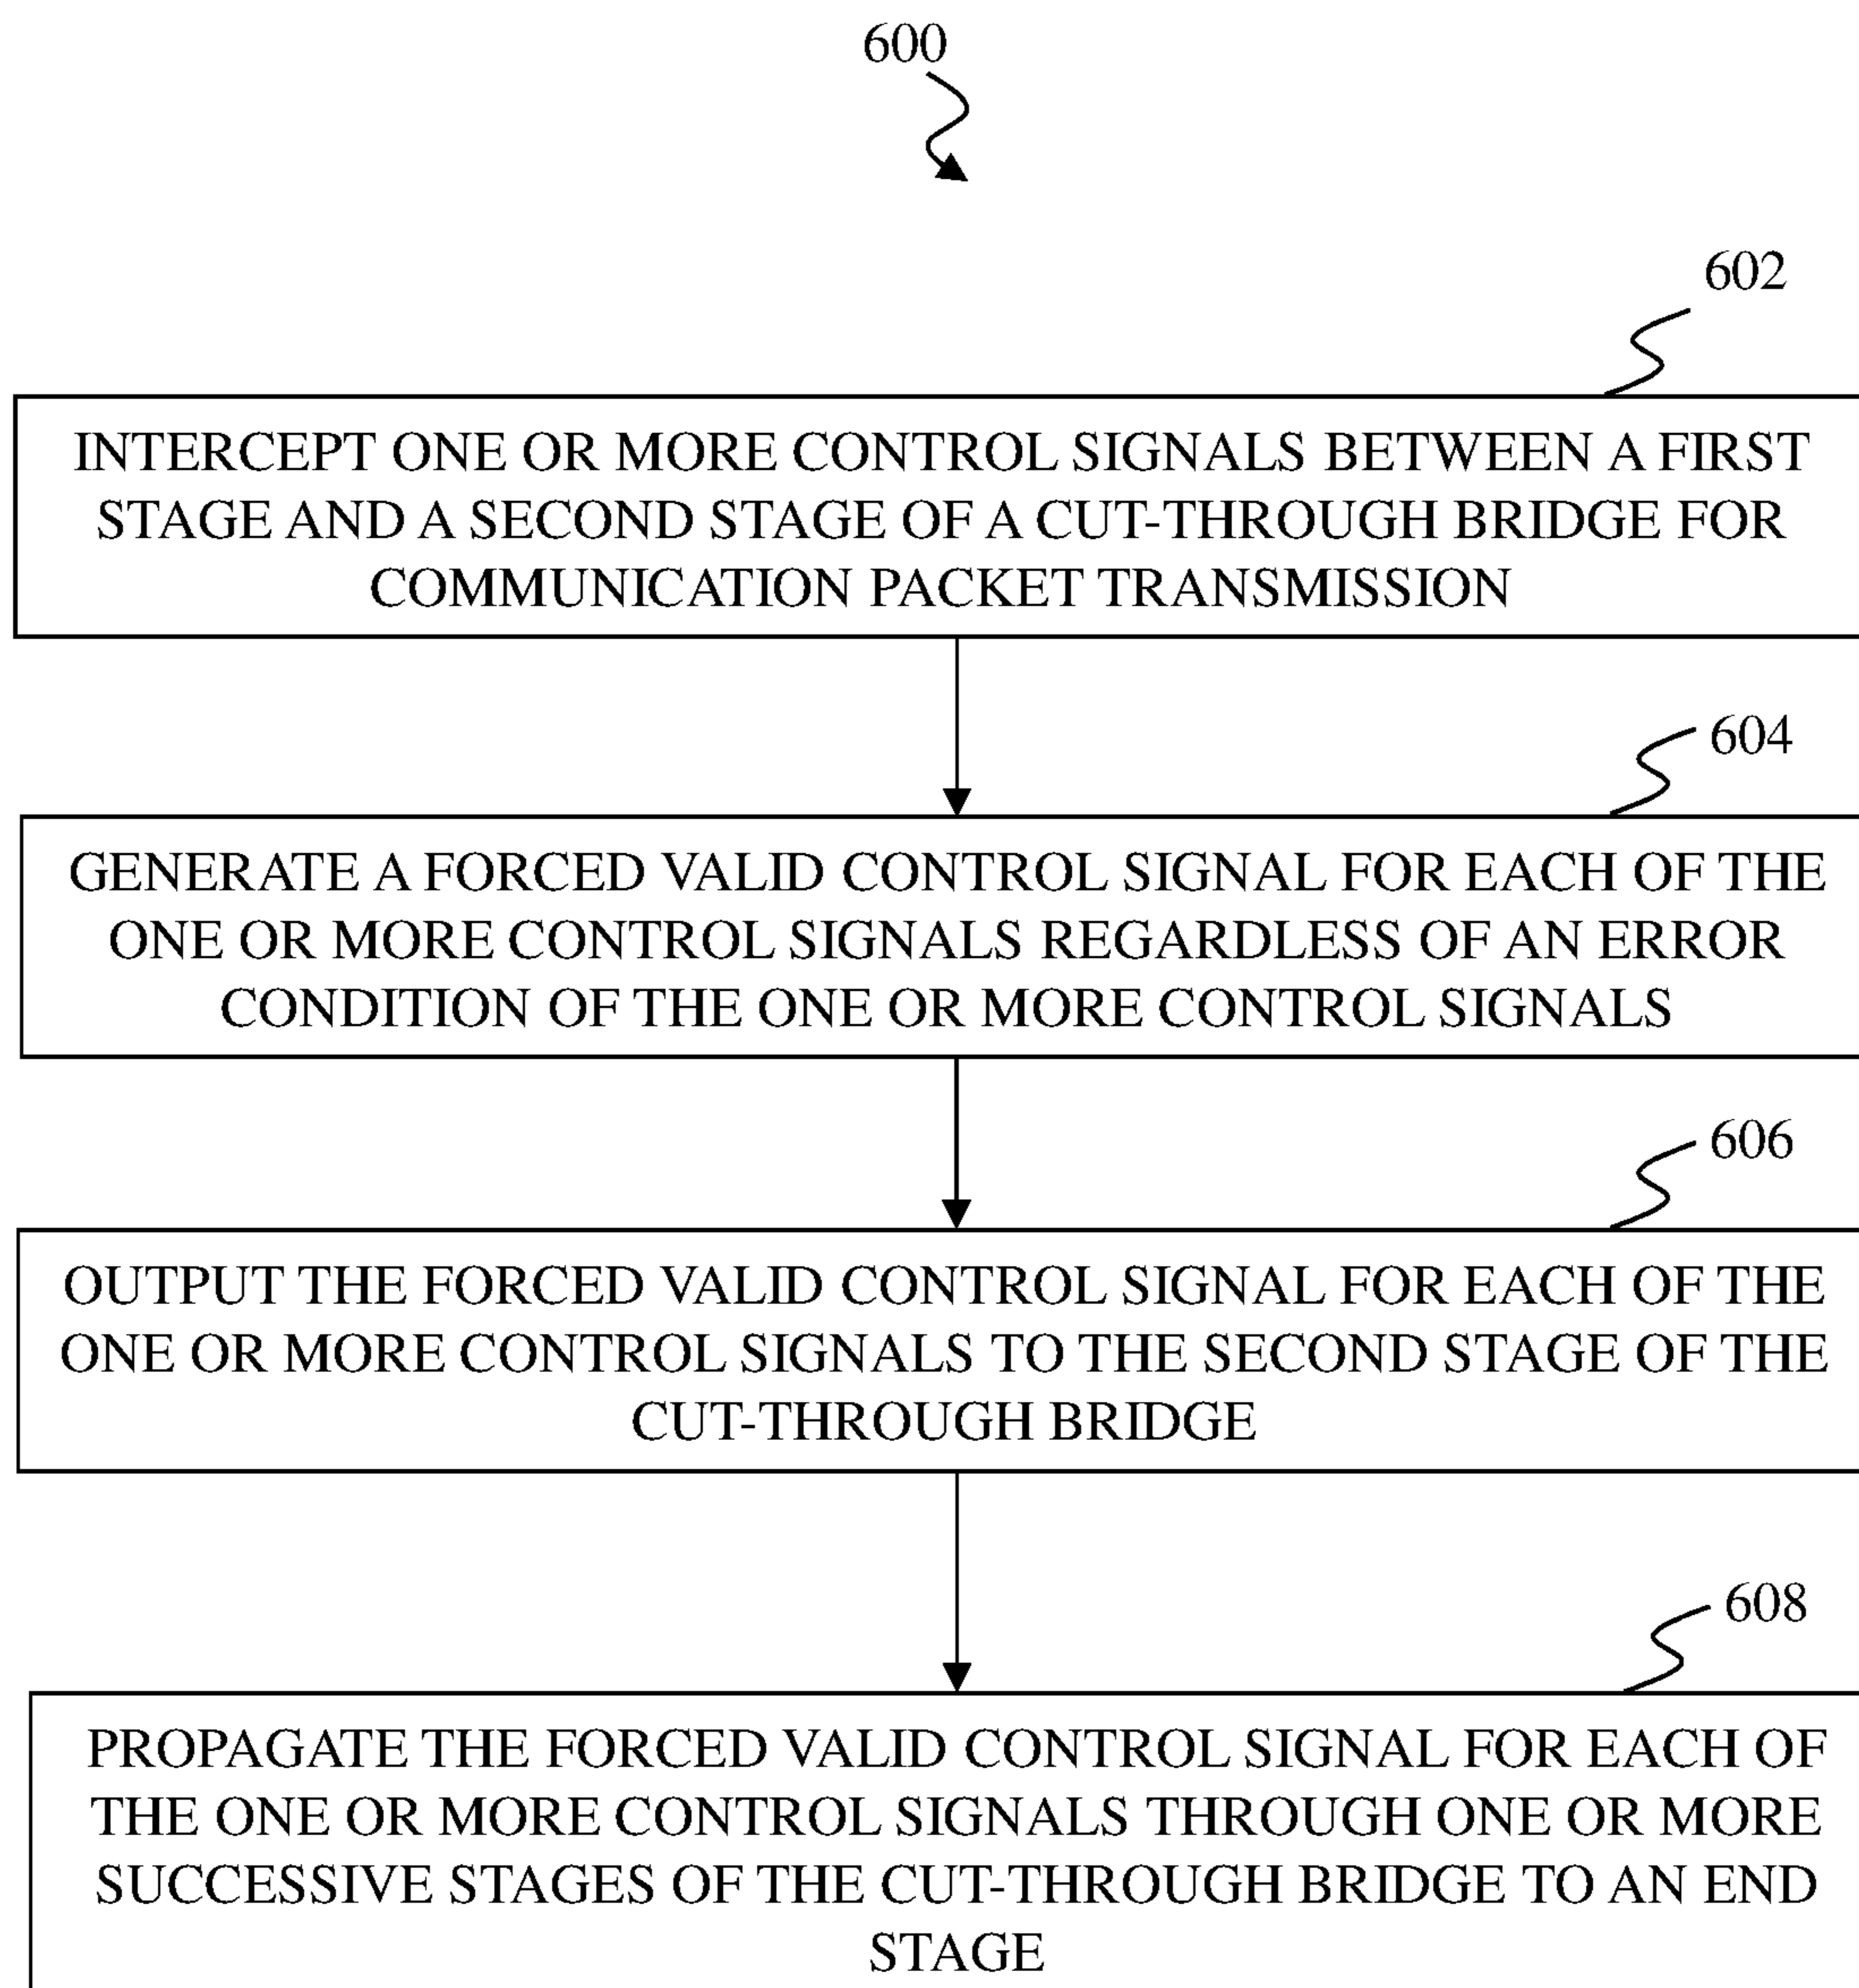 600
602
INTERCEPT ONE OR MORE CONTROL SIGNALS BETWEEN A FIRST
STAGE AND A SECOND STAGE OF A CUT-THROUGH BRIDGE FOR
COMMUNICATION PACKET TRANSMISSION
604
GENERATE A FORCED VALID CONTROL SIGNAL FOR EACH OF THE
ONE OR MORE CONTROL SIGNALS REGARDLESS OF AN ERROR
CONDITION OF THE ONE OR MORE CONTROL SIGNALS
606
OUTPUT THE FORCED VALID CONTROL SIGNAL FOR EACH OF THE
ONE OR MORE CONTROL SIGNALS TO THE SECOND STAGE OF THE
CUT-THROUGH BRIDGE
608
PROPAGATE THE FORCED VALID CONTROL SIGNAL FOR EACH OF
THE ONE OR MORE CONTROL SIGNALS THROUGH ONE OR MORE
SUCCESSIVE STAGES OF THE CUT-THROUGH BRIDGE TO AN END
STAGE